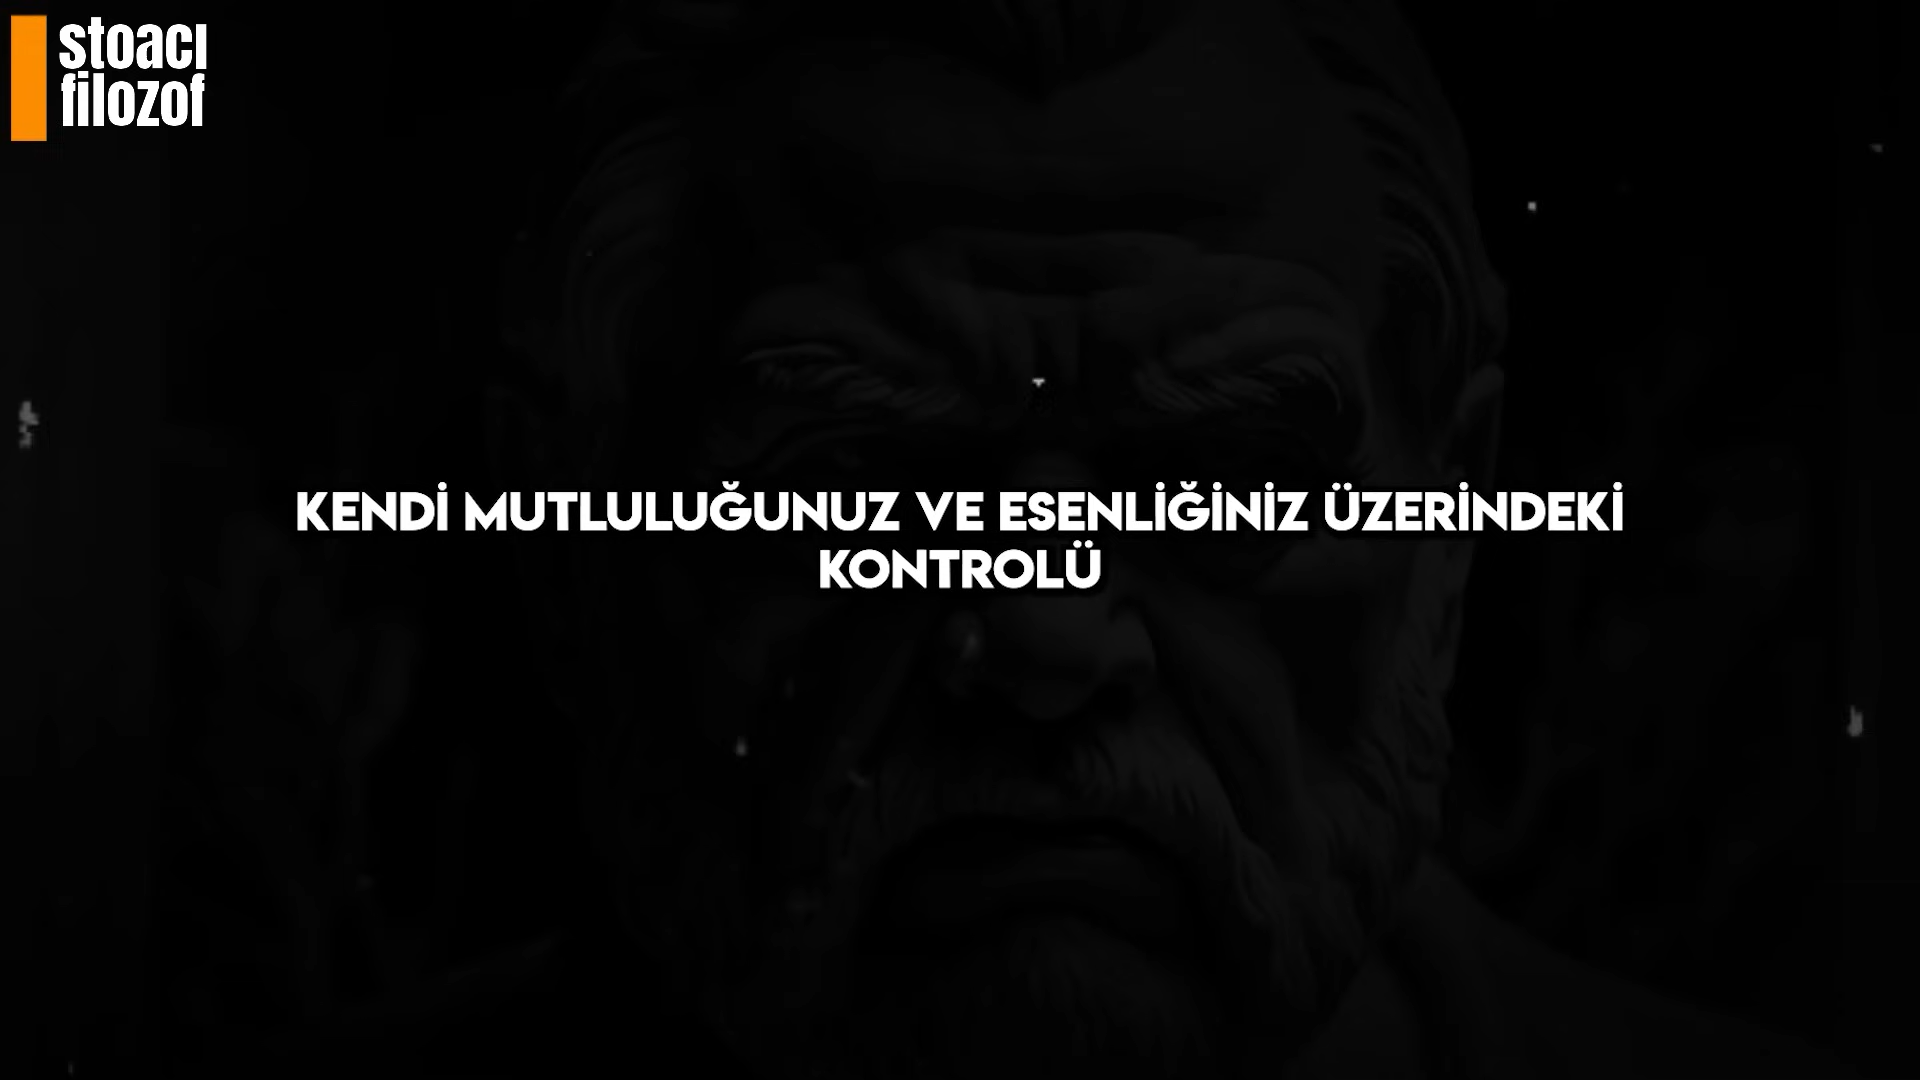 stoacı
filozof
KENDİ MUTLULUĞUNUZ VE ESENLİĞİNİZ ÜZERİNDEKİ
KONTROLÜ